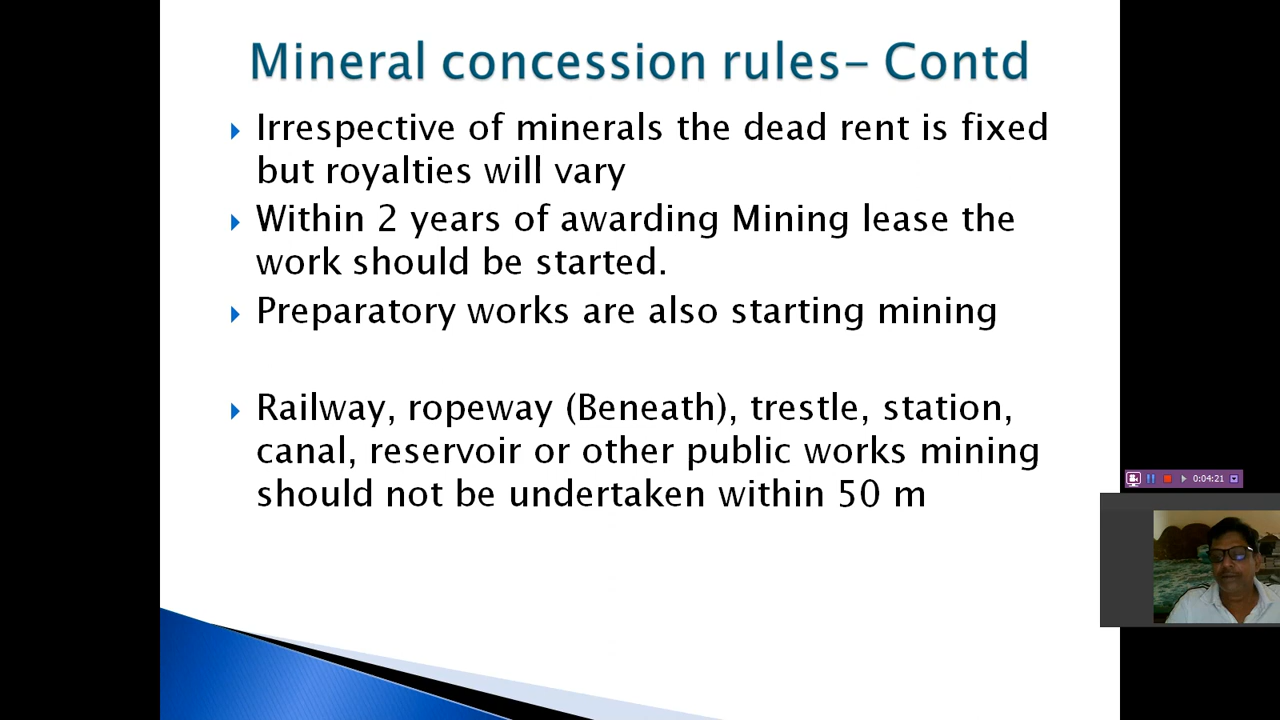 Mineral concession rules– Contd
Irrespective of minerals the dead rent is fixed
but royalties will vary
Within 2 years of awarding Mining lease the
work should be started.
Preparatory works are also starting mining
Railway, ropeway (Beneath), trestle, station,
canal, reservoir or other public works mining
should not be undertaken within 50 m
0:04:21